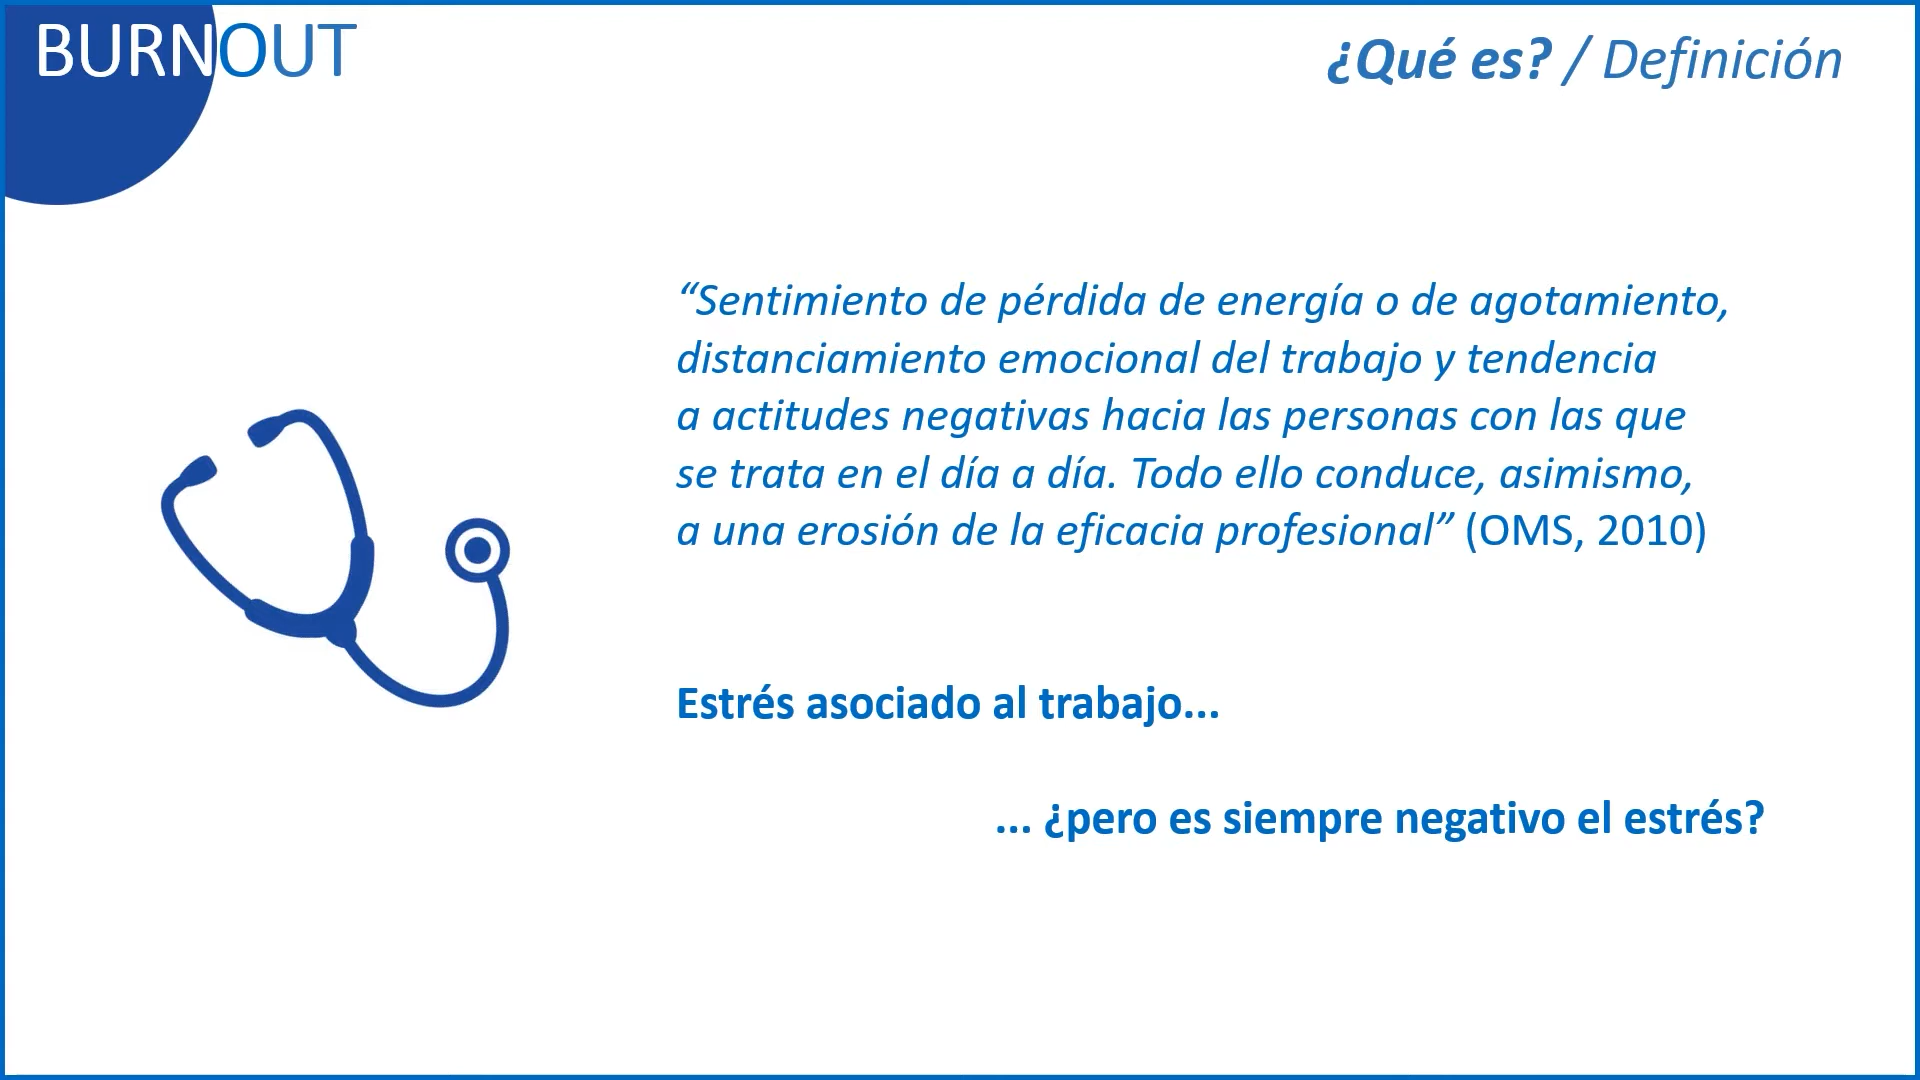 BURNOUT
¿Qué es? / Definición
“Sentimiento de pérdida de energía o de agotamiento,
distanciamiento emocional del trabajo y tendencia
a actitudes negativas hacia las personas con las que
se trata en el día a día. Todo ello conduce, asimismo,
a una erosión de la eficacia profesional” (OMS, 2010)
Estrés asociado al trabajo...
... ¿pero es siempre negativo el estrés?